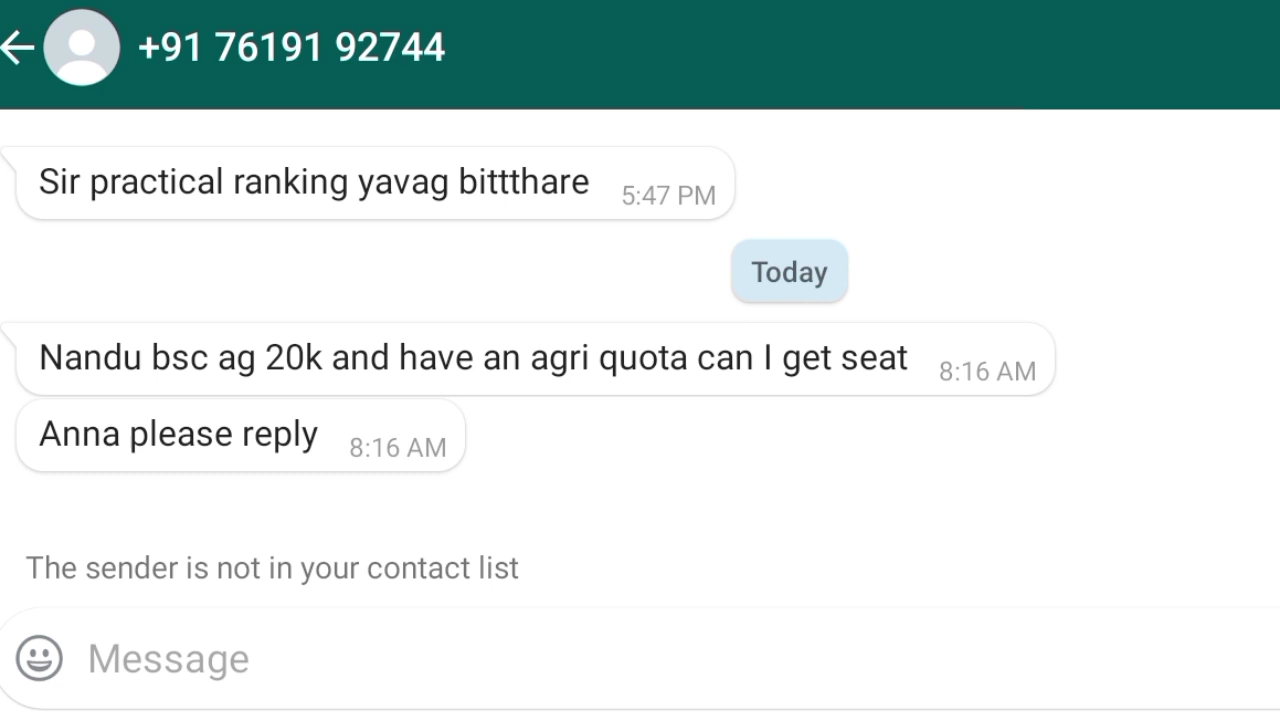 +91 76191 92744
Sir practical ranking yavag bittthare 5:47 PM
Today
Nandu bsc ag 20k and have an agri quota can I get seat 8:16 AM
Anna please reply 8:16 AM
The sender is not in your contact list
Message